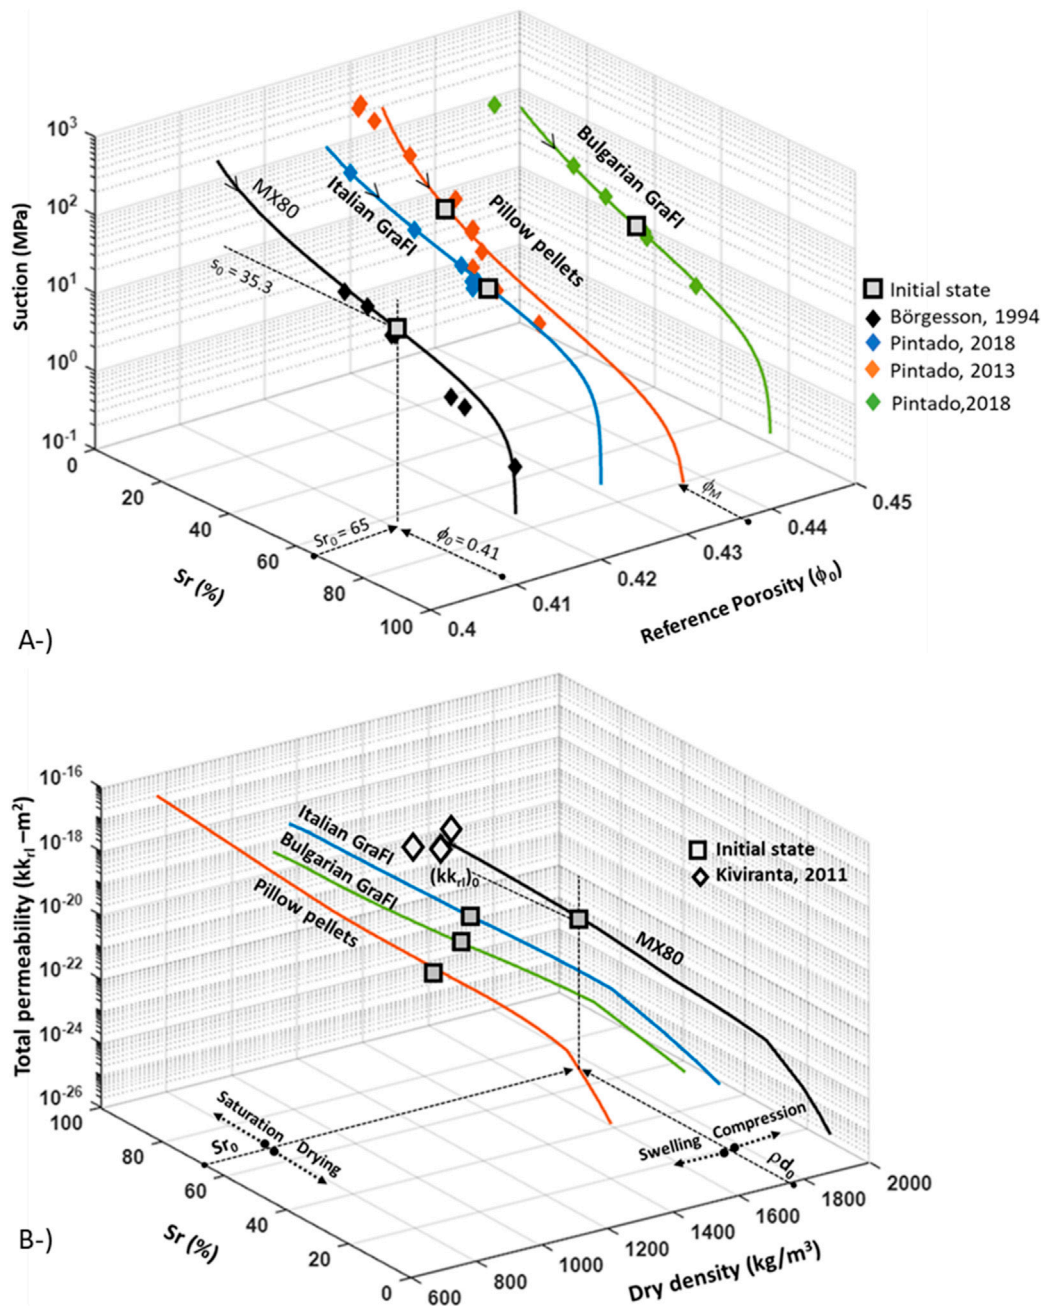 10³
10²
10¹
10⁰
10⁻¹
Suction (MPa)
MX80
Italian GraFI
Pillow pellets
Bulgarian GraFI
s₀ = 35.3
Sr₀ = 65
ϕ₀ = 0.41
ϕM
0
20
40
60
80
100
Sr (%)
0.4
0.41
0.42
0.43
0.44
0.45
Reference Porosity (ϕ₀)
Initial state
Börgesson, 1994
Pintado, 2018
Pintado, 2013
Pintado,2018
A-)
10⁻¹⁶
10⁻¹⁸
10⁻²⁰
10⁻²²
10⁻²⁴
10⁻²⁶
Total permeability (kkrl–m²)
Italian GraFI
Bulgarian GraFI
Pillow pellets
(kkrl)₀
MX80
Initial state
Kiviranta, 2011
Saturation
Drying
Sr₀
Swelling
Compression
ρd₀
100
80
60
40
20
0
Sr (%)
600
800
1000
1200
1400
1600
1800
2000
Dry density (kg/m³)
B-)